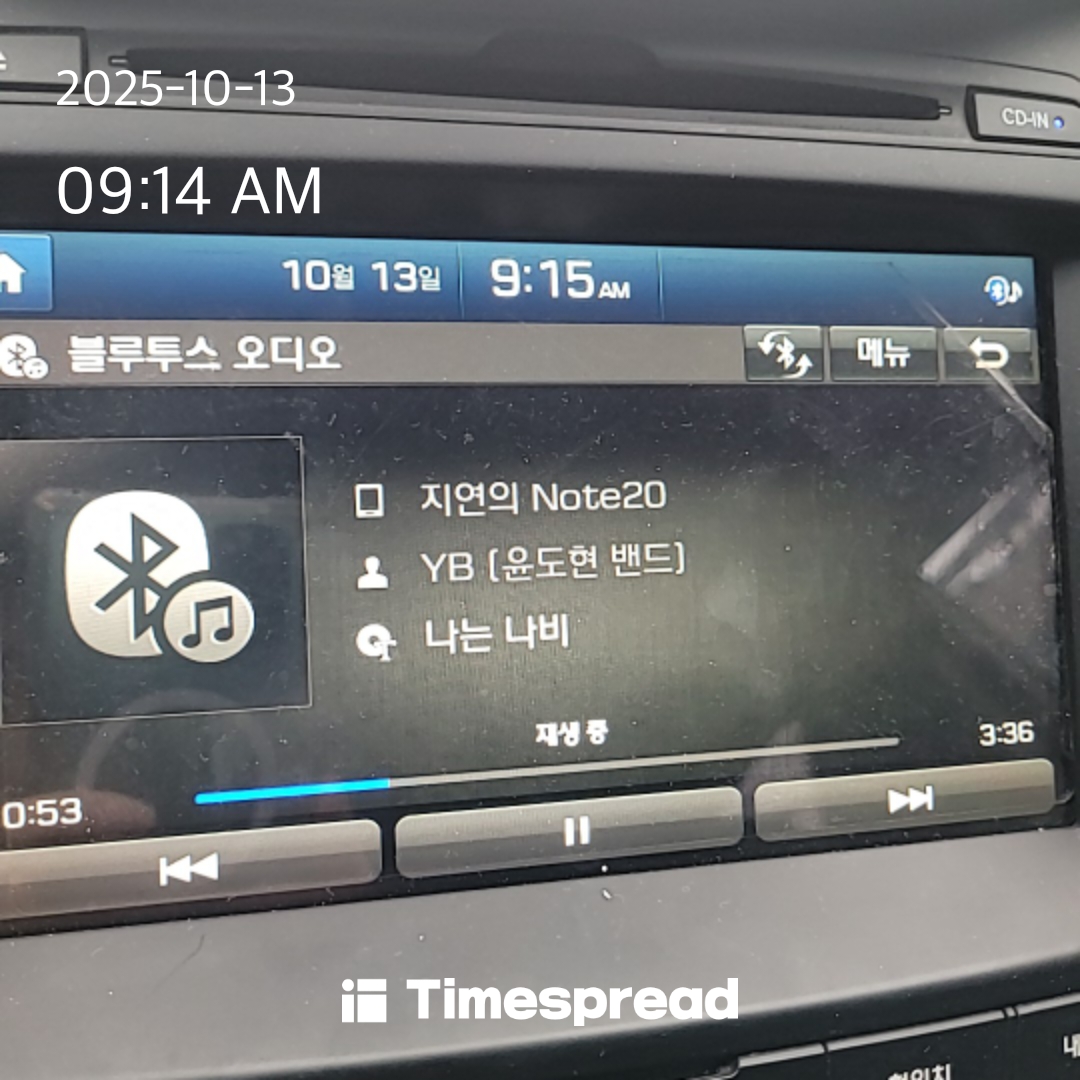 2025-10-13
CD-IN
09:14 AM
10월 13일 9:15 AM
블루투스 오디오 메뉴
지연의 Note20
YB (윤도현 밴드)
나는 나비
재생 중
3:36
0:53
Timespread